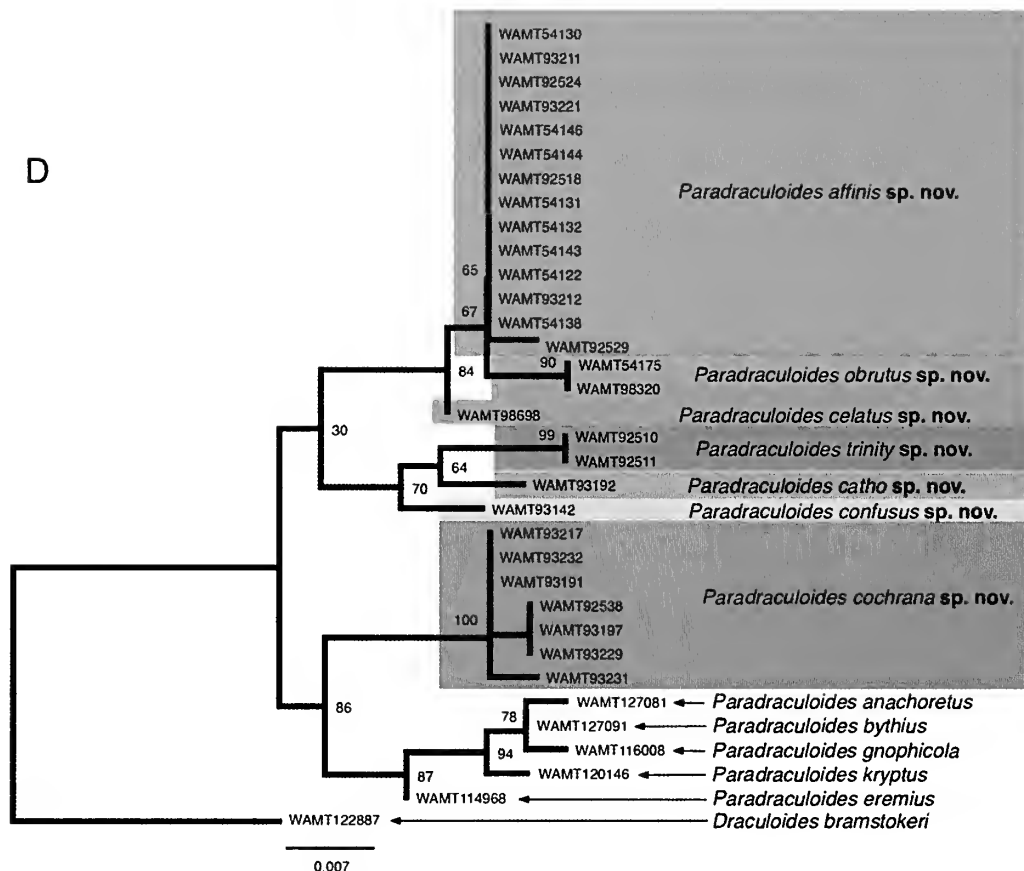 D
WAMT54130
WAMT93211
WAMT92524
WAMT93221
WAMT54146
WAMT54144
WAMT92518
WAMT54131
Paradraculoides affinis sp. nov.
WAMT54132
WAMT54143
65
WAMT54122
WAMT93212
67
WAMT54138
WAMT92529
90
WAMT54175
WAMT98320
Paradraculoides obrutus sp. nov.
84
WAMT98698
Paradraculoides celatus sp. nov.
30
99
WAMT92510
WAMT92511
Paradraculoides trinity sp. nov.
64
WAMT93192
Paradraculoides catho sp. nov.
70
WAMT93142
Paradraculoides confusus sp. nov.
WAMT93217
WAMT93232
WAMT93191
Paradraculoides cochrana sp. nov.
WAMT92538
100
WAMT93197
WAMT93229
WAMT93231
86
WAMT127081
Paradraculoides anachoretus
78
WAMT127091
Paradraculoides bythius
94
WAMT116008
Paradraculoides gnophicola
WAMT120146
Paradraculoides kryptus
87
WAMT114968
Paradraculoides eremius
WAMT122887
Draculoides bramstokeri
0.007